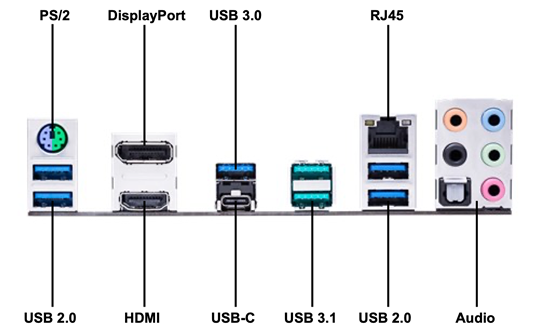 PS/2 DisplayPort USB 3.0 RJ45
USB 2.0 HDMI USB-C USB 3.1 USB 2.0 Audio